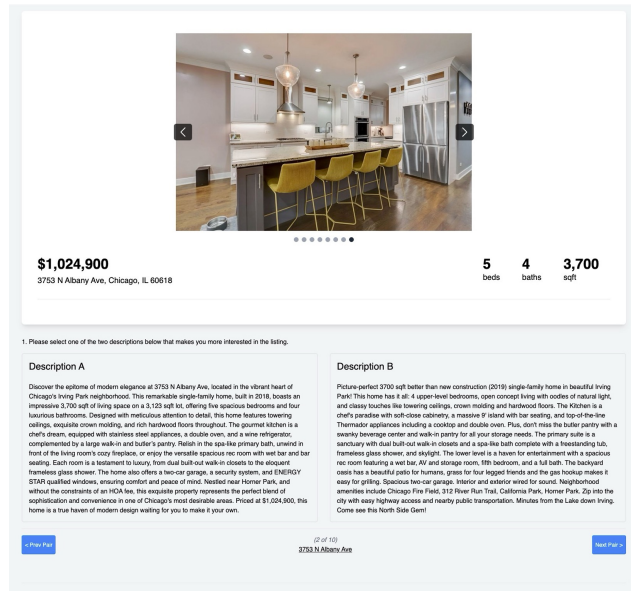 $1,024,900
3753 N Albany Ave, Chicago, IL 60618
5
beds
4
baths
3,700
sqft
1. Please select one of the two descriptions below that makes you more interested in the listing.
Description A
Discover the epitome of modern elegance at 3753 N Albany Ave, located in the vibrant heart of
Chicago's Irving Park neighborhood. This remarkable single-family home, built in 2018, boasts an
impressive 3,700 sqft of living space on a 3,123 sqft lot, offering five spacious bedrooms and four
luxurious bathrooms. Designed with meticulous attention to detail, this home features towering
ceilings, exquisite crown molding, and rich hardwood floors throughout. The gourmet kitchen is a
chef's dream, equipped with stainless steel appliances, a double oven, and a wine refrigerator,
complemented by a large walk-in and butler's pantry. Relish in the spa-like primary bath, unwind in
front of the living room's cozy fireplace, or enjoy the versatile spacious rec room with wet bar and bar
seating. Each room is a testament to luxury, from dual built-out walk-in closets to the eloquent
frameless glass shower. The home also offers a two-car garage, a security system, and ENERGY
STAR qualified windows, ensuring comfort and peace of mind. Nestled near Horner Park, and
without the constraints of an HOA fee, this exquisite property represents the perfect blend of
sophistication and convenience in one of Chicago's most desirable areas. Priced at $1,024,900, this
home is a true haven of modern design waiting for you to make it your own.
Description B
Picture-perfect 3700 sqft better than new construction (2019) single-family home in beautiful Irving
Park! This home has it all: 4 upper-level bedrooms, open concept living with oodles of natural light,
and classy touches like towering ceilings, crown molding and hardwood floors. The Kitchen is a
chef's paradise with soft-close cabinetry, a massive 9' island with bar seating, and top-of-the-line
Thermador appliances including a cooktop and double oven. Plus, don't miss the butler pantry with a
swanky beverage center and walk-in pantry for all your storage needs. The primary suite is a
sanctuary with dual built-out walk-in closets and a spa-like bath complete with a freestanding tub,
frameless glass shower, and skylight. The lower level is a haven for entertainment with a spacious
rec room featuring a wet bar, AV and storage room, fifth bedroom, and a full bath. The backyard
oasis has a beautiful patio for humans, grass for four legged friends and the gas hookup makes it
easy for grilling. Spacious two-car garage. Interior and exterior wired for sound. Neighborhood
amenities include Chicago Fire Field, 312 River Run Trail, California Park, Horner Park. Zip into the
city with easy highway access and nearby public transportation. Minutes from the Lake down Irving.
Come see this North Side Gem!
< Prev Pair
(2 of 10)
3753 N Albany Ave
Next Pair >